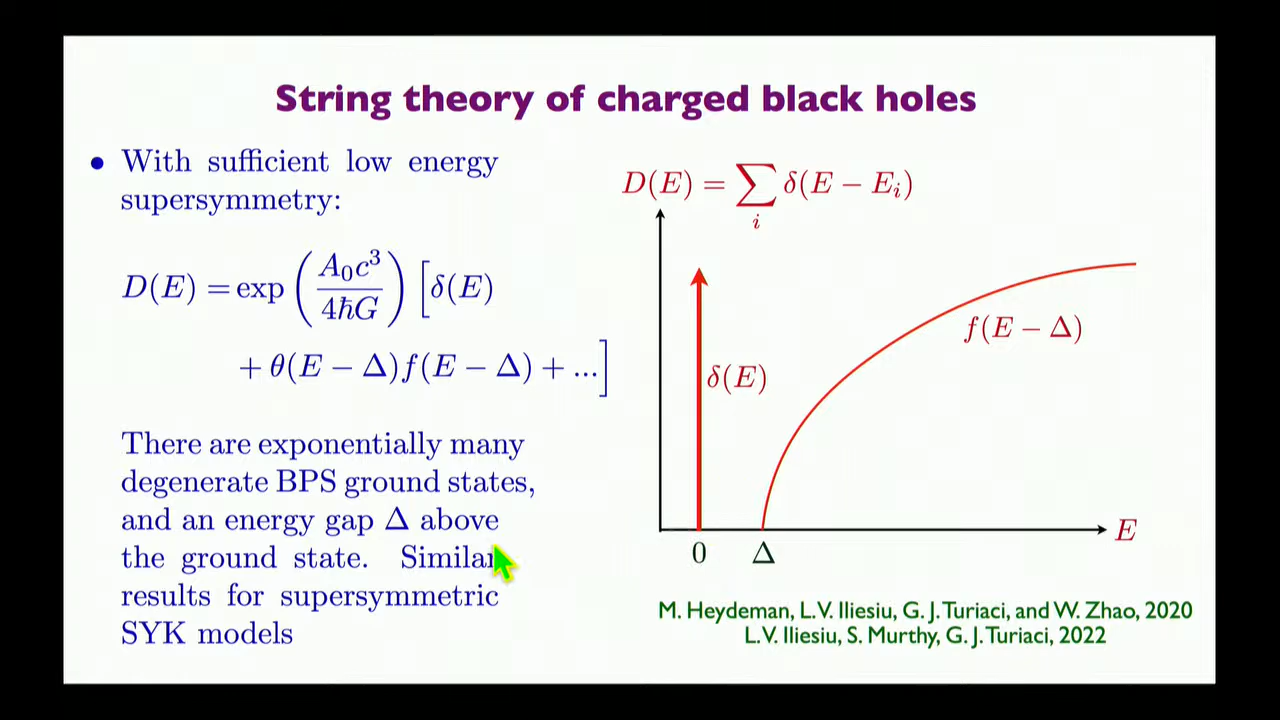 String theory of charged black holes
• With sufficient low energy
supersymmetry:
D(E) = exp (A₀c³ / 4ħG) [δ(E)
+ θ(E − Δ)f(E − Δ) + ...]
There are exponentially many
degenerate BPS ground states,
and an energy gap Δ above
the ground state. Similar
results for supersymmetric
SYK models
D(E) = ∑ᵢ δ(E − Eᵢ)
f(E − Δ)
δ(E)
E
0 Δ
M. Heydeman, L.V. Iliesiu, G. J. Turiaci, and W. Zhao, 2020
L.V. Iliesiu, S. Murthy, G. J. Turiaci, 2022